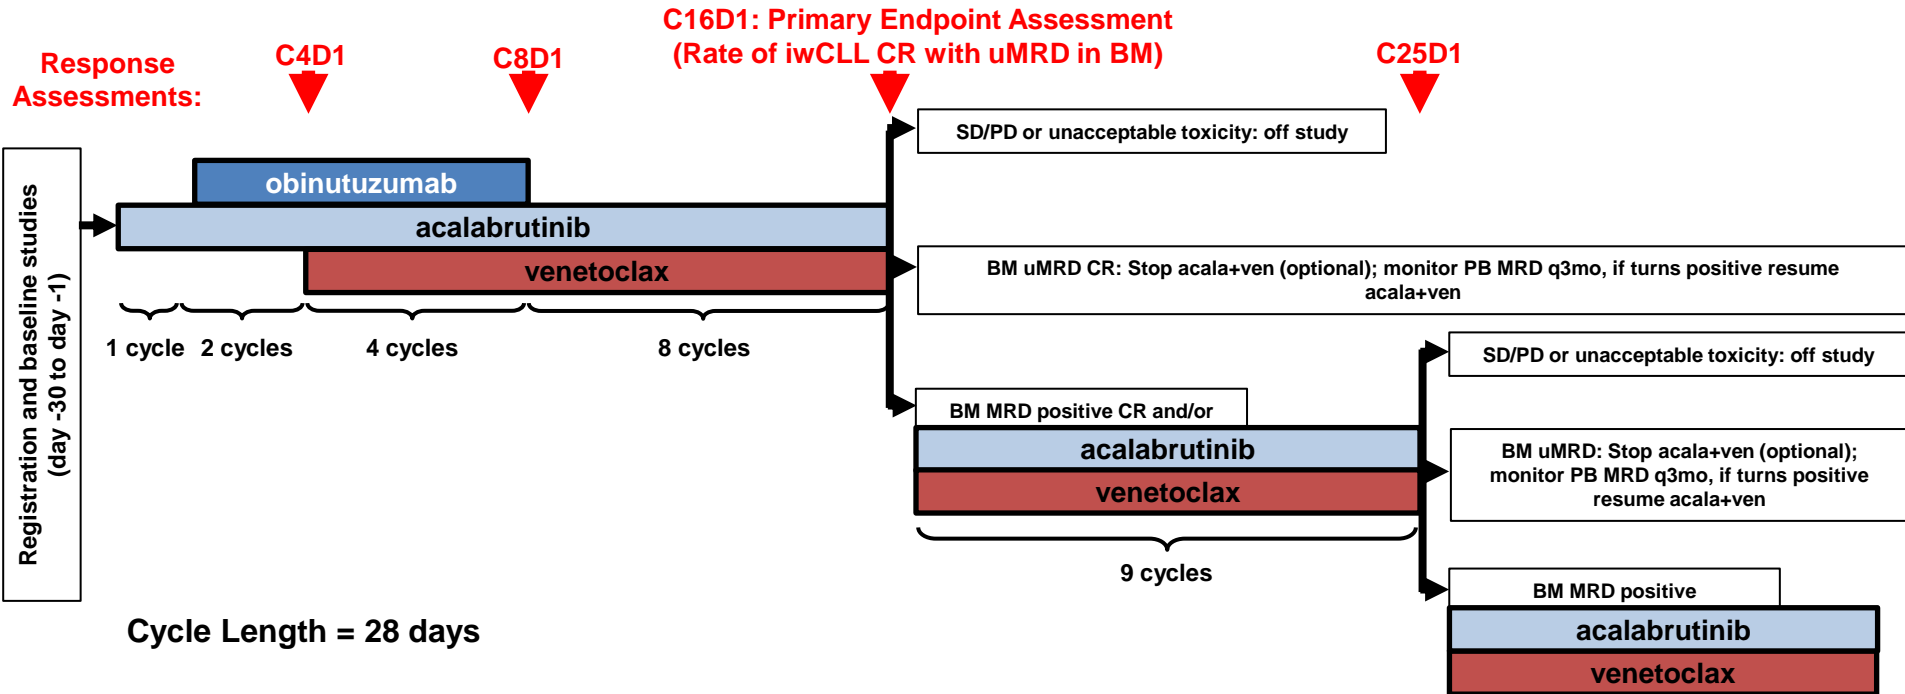 C16D1: Primary Endpoint Assessment
(Rate of iwCLL CR with uMRD in BM)
Response
Assessments:
C4D1
C8D1
C25D1
Registration and baseline studies
(day -30 to day -1)
obinutuzumab
acalabrutinib
venetoclax
1 cycle
2 cycles
4 cycles
8 cycles
SD/PD or unacceptable toxicity: off study
BM uMRD CR: Stop acala+ven (optional); monitor PB MRD q3mo, if turns positive resume
acala+ven
BM MRD positive CR and/or
acalabrutinib
venetoclax
9 cycles
SD/PD or unacceptable toxicity: off study
BM uMRD: Stop acala+ven (optional);
monitor PB MRD q3mo, if turns positive
resume acala+ven
BM MRD positive
acalabrutinib
venetoclax
Cycle Length = 28 days